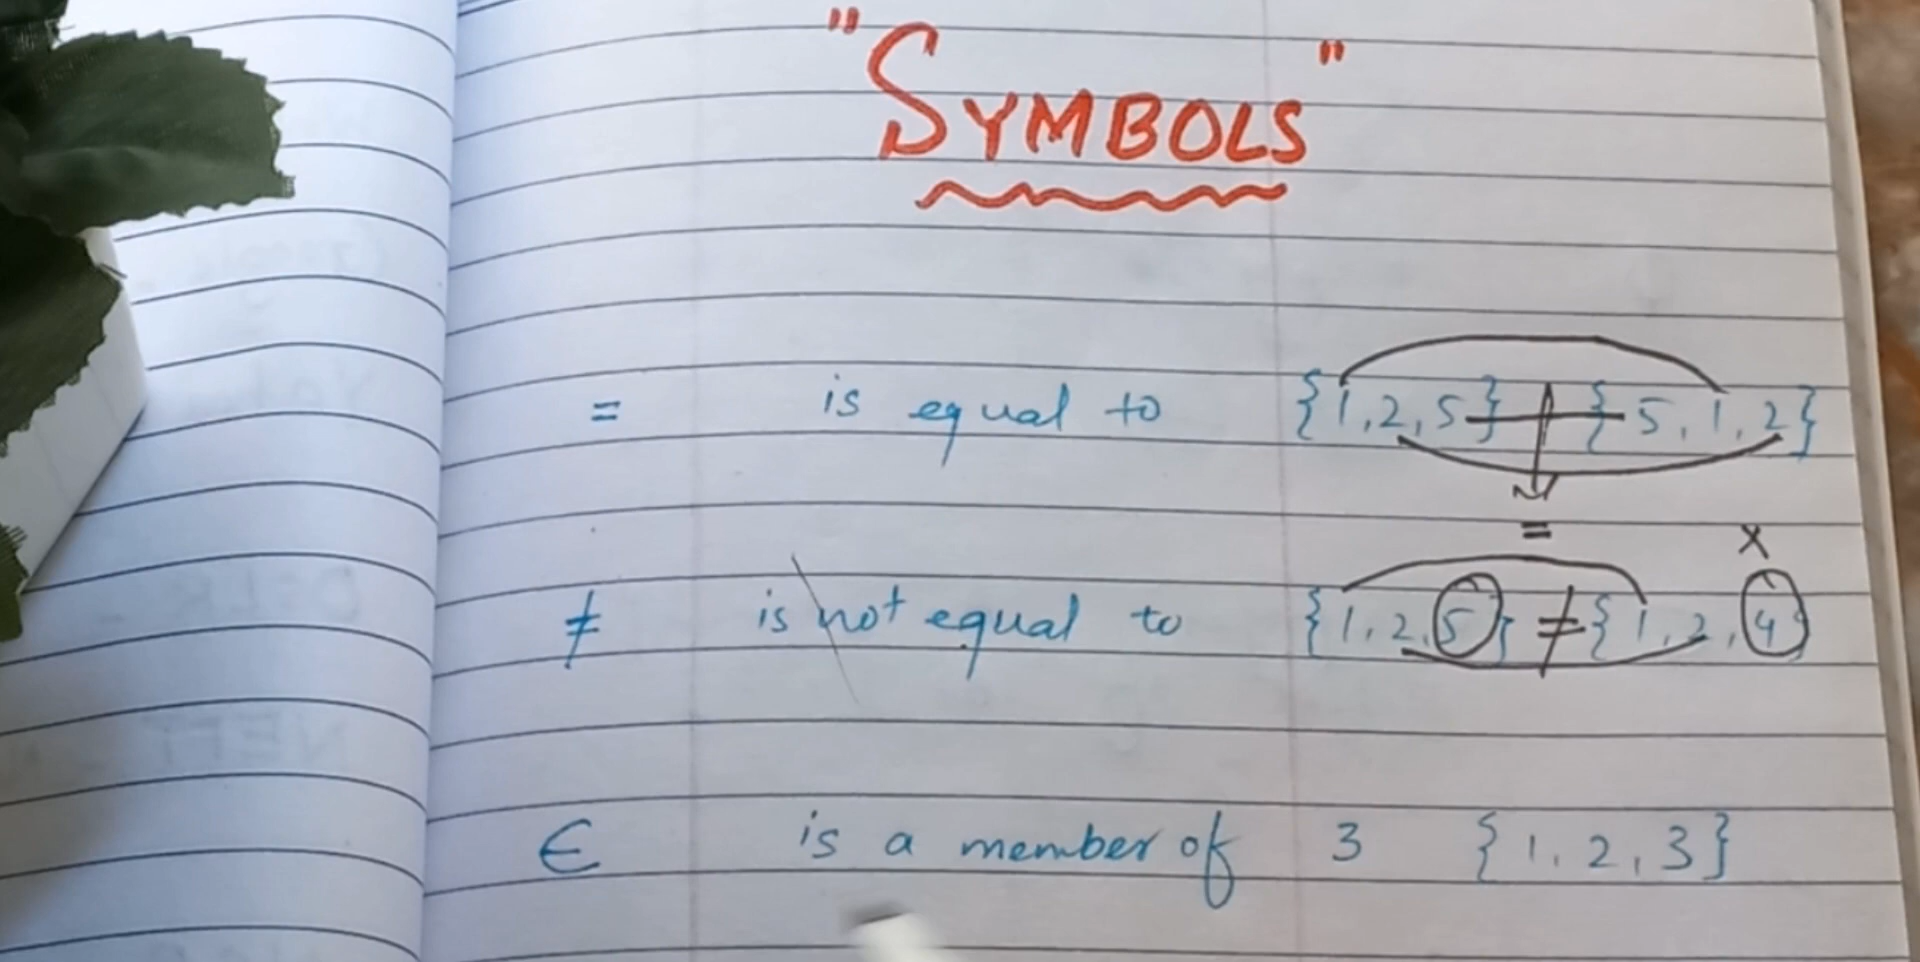 "SYMBOLS"
= is equal to {1,2,5} {5,1,2}
= x
≠ is not equal to {1,2,5} ≠ {1,2,4}
∈ is a member of 3 {1,2,3}